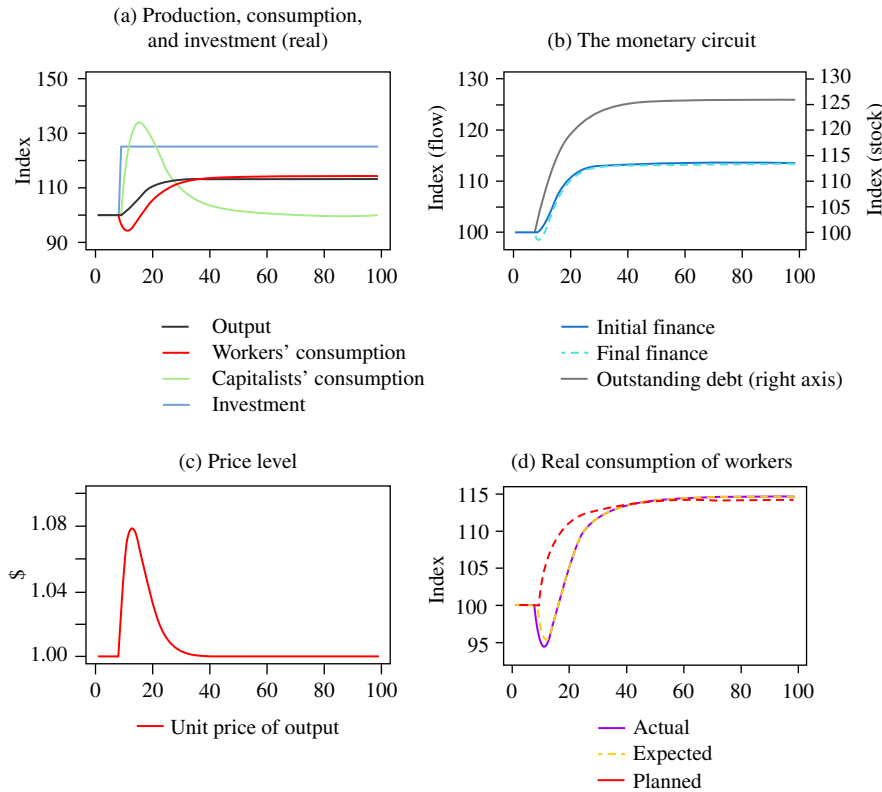 (a) Production, consumption,
and investment (real)
150
130
110
90
Index
0 20 40 60 80 100
Output
Workers’ consumption
Capitalists’ consumption
Investment
(b) The monetary circuit
130
120
110
100
Index (flow)
130
125
120
115
110
105
100
Index (stock)
0 20 40 60 80 100
Initial finance
Final finance
Outstanding debt (right axis)
(c) Price level
1.08
1.04
1.00
$
0 20 40 60 80 100
Unit price of output
(d) Real consumption of workers
115
110
105
100
95
Index
0 20 40 60 80 100
Actual
Expected
Planned